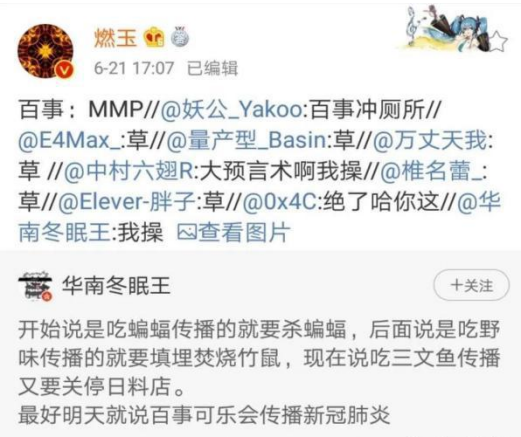 燃玉
6-21 17:07 已编辑
百事：MMP//@妖公_Yakoo:百事冲厕所//
@E4Max_:草//@量产型_Basin:草//@万丈天我:
草 //@中村六翅R:大预言术啊我操//@椎名蕾_:
草//@Elever-胖子:草//@0x4C:绝了哈你这//@华
南冬眠王:我操 查看图片
华南冬眠王
+关注
开始说是吃蝙蝠传播的就要杀蝙蝠，后面说是吃野
味传播的就要填埋焚烧竹鼠，现在说吃三文鱼传播
又要关停日料店。
最好明天就说百事可乐会传播新冠肺炎